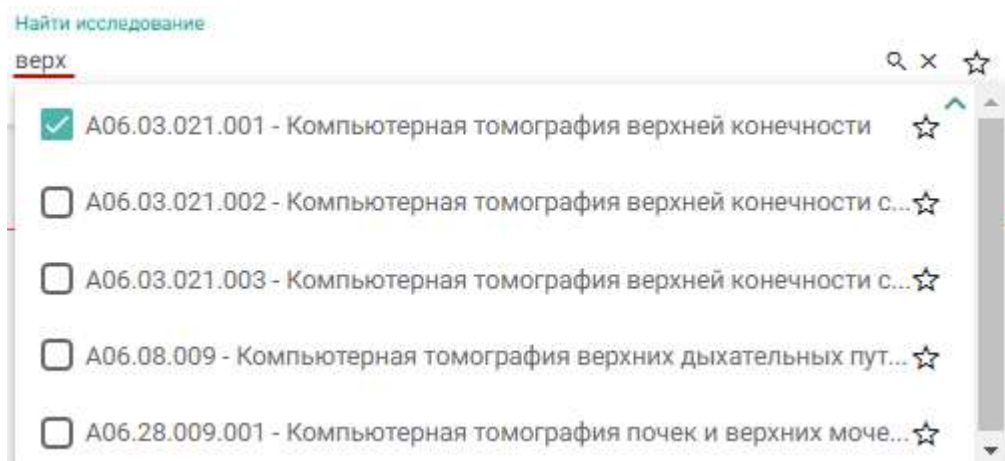 Найти исследование
верх
A06.03.021.001 - Компьютерная томография верхней конечности
A06.03.021.002 - Компьютерная томография верхней конечности с...
A06.03.021.003 - Компьютерная томография верхней конечности с...
A06.08.009 - Компьютерная томография верхних дыхательных пут...
A06.28.009.001 - Компьютерная томография почек и верхних моче...